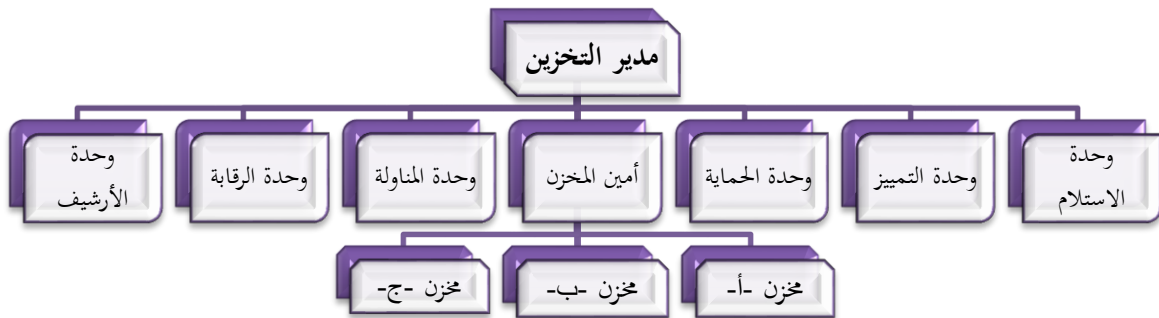 مدير التخزين
وحدة
الاستلام
وحدة التمييز
وحدة الحماية
أمين المخزن
وحدة المناولة
وحدة الرقابة
وحدة
الأرشيف
مخزن -أ-
مخزن -ب-
مخزن -ج-